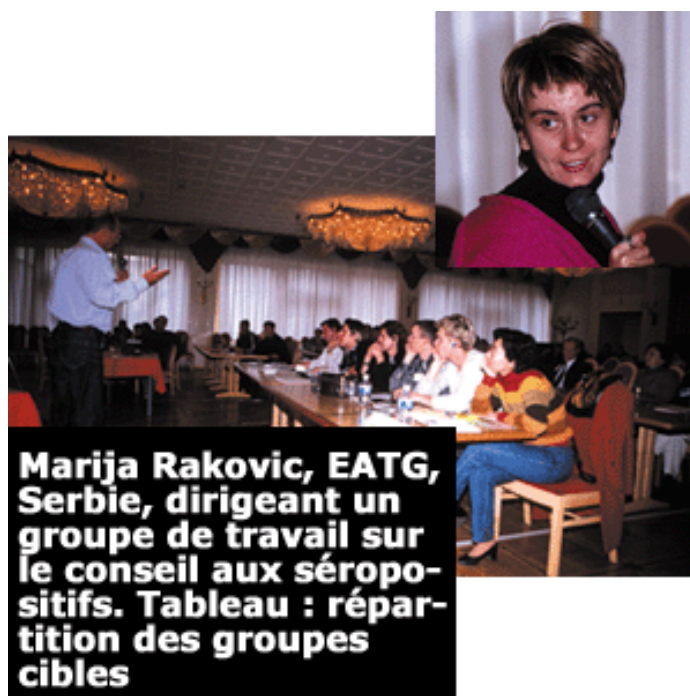 Marija Rakovic, EATG,
Serbie, dirigeant un
groupe de travail sur
le conseil aux séropo-
sitifs. Tableau : répar-
tition des groupes
cibles